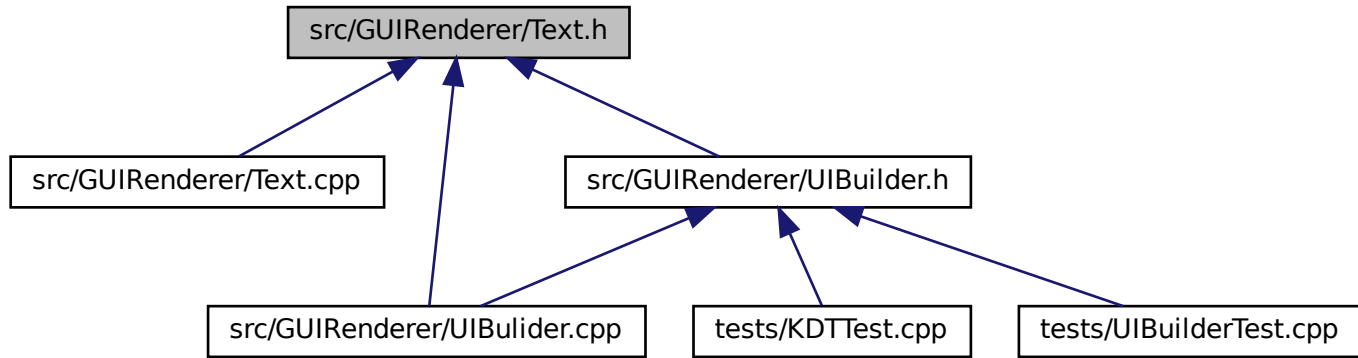 src/GUIRenderer/Text.h
src/GUIRenderer/Text.cpp
src/GUIRenderer/UIBuilder.h
src/GUIRenderer/UIBulider.cpp
tests/KDTTest.cpp
tests/UIBuilderTest.cpp